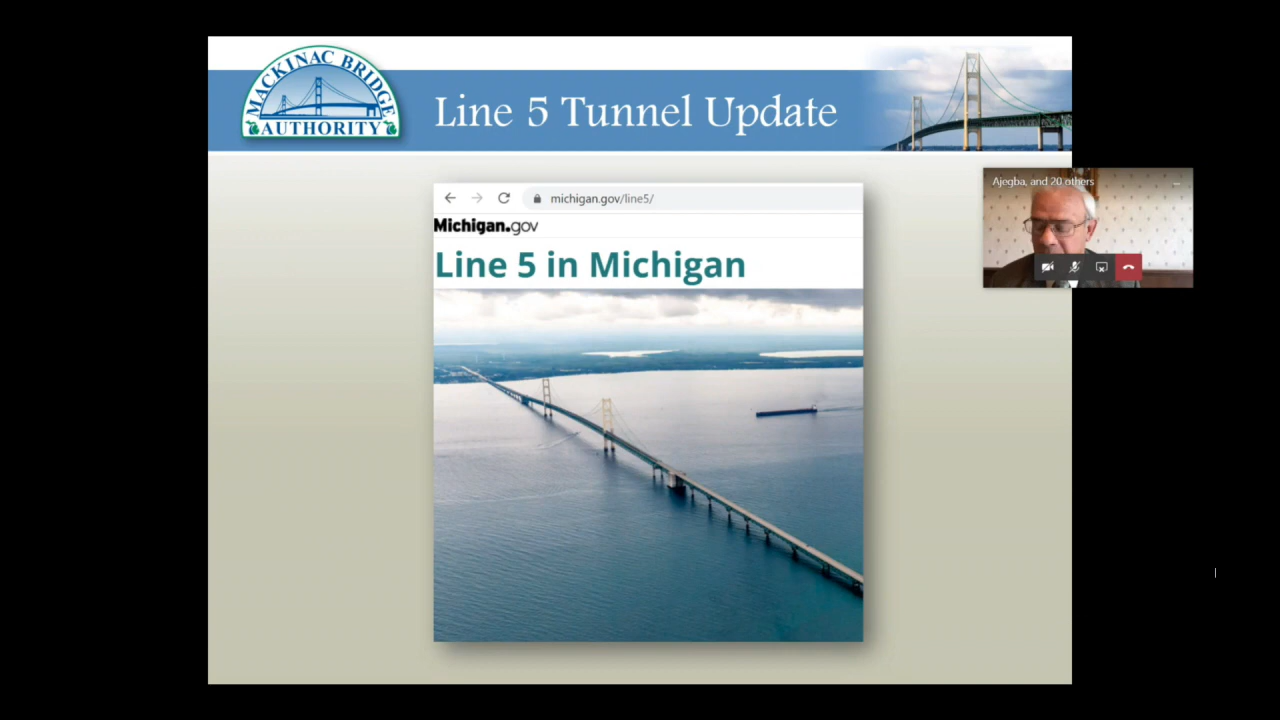 MACKINAC BRIDGE
AUTHORITY
Line 5 Tunnel Update
michigan.gov/line5/
Michigan.gov
Line 5 in Michigan
Ajegba, and 20 others